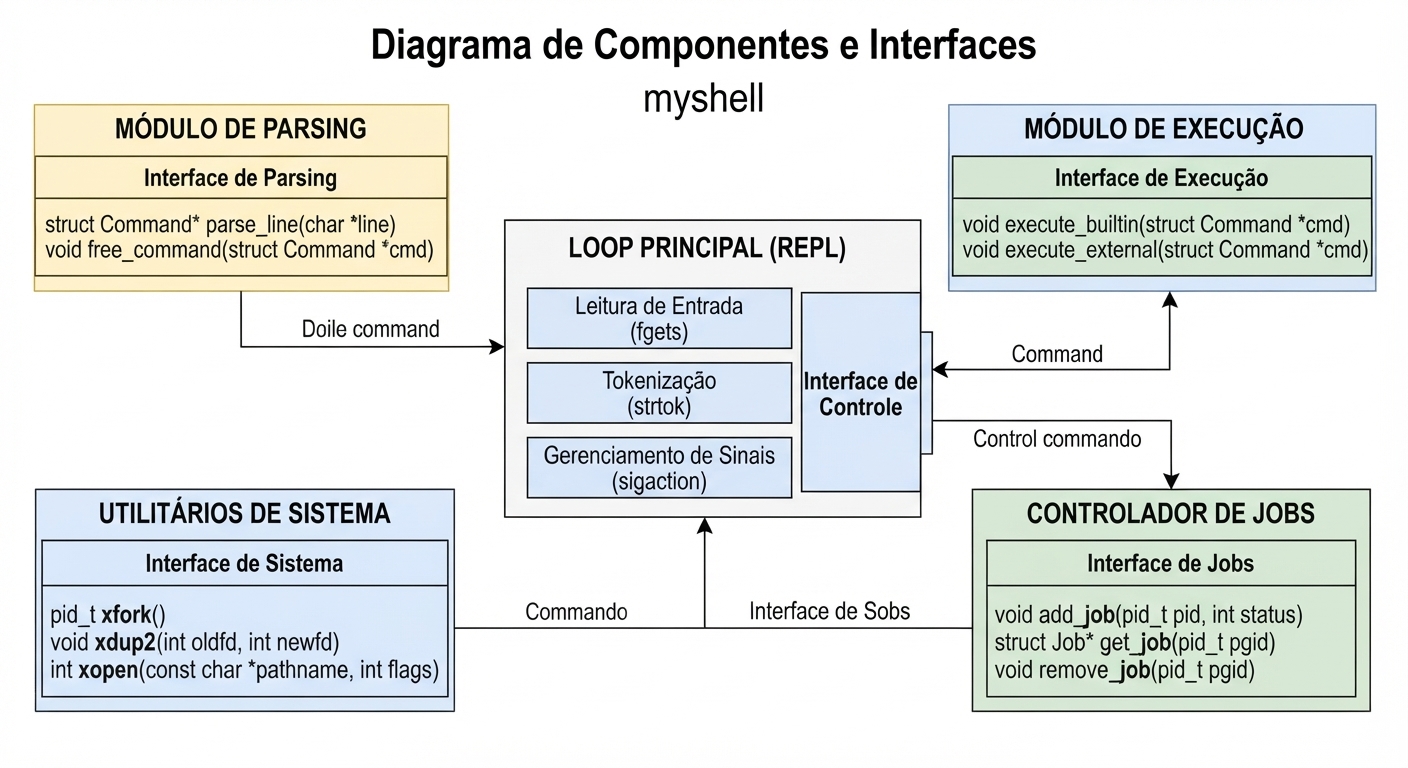 Diagrama de Componentes e Interfaces
myshell
MÓDULO DE PARSING
Interface de Parsing
struct Command* parse_line(char *line)
void free_command(struct Command *cmd)
MÓDULO DE EXECUÇÃO
Interface de Execução
void execute_builtin(struct Command *cmd)
void execute_external(struct Command *cmd)
LOOP PRINCIPAL (REPL)
Leitura de Entrada
(fgets)
Tokenização
(strtok)
Gerenciamento de Sinais
(sigaction)
Interface de
Controle
Doile command
Command
Control commando
UTILITÁRIOS DE SISTEMA
Interface de Sistema
pid_t xfork()
void xdup2(int oldfd, int newfd)
int xopen(const char *pathname, int flags)
Commando
Interface de Sobs
CONTROLADOR DE JOBS
Interface de Jobs
void add_job(pid_t pid, int status)
struct Job* get_job(pid_t pgid)
void remove_job(pid_t pgid)